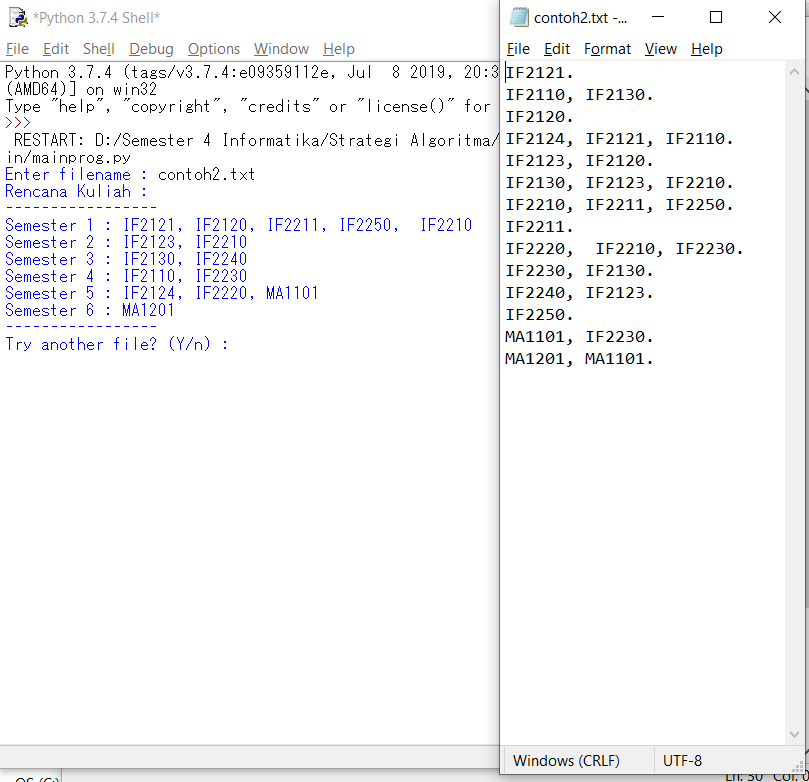 *Python 3.7.4 Shell*
File Edit Shell Debug Options Window Help
Python 3.7.4 (tags/v3.7.4:e09359112e, Jul  8 2019, 20:3
(AMD64)] on win32
Type "help", "copyright", "credits" or "license()" for
>>>
 RESTART: D:/Semester 4 Informatika/Strategi Algoritma/
in/mainprog.py
Enter filename : contoh2.txt
Rencana Kuliah :
-----------------
Semester 1 : IF2121, IF2120, IF2211, IF2250,  IF2210
Semester 2 : IF2123, IF2210
Semester 3 : IF2130, IF2240
Semester 4 : IF2110, IF2230
Semester 5 : IF2124, IF2220, MA1101
Semester 6 : MA1201
-----------------
Try another file? (Y/n) :
contoh2.txt -...
File Edit Format View Help
IF2121.
IF2110, IF2130.
IF2120.
IF2124, IF2121, IF2110.
IF2123, IF2120.
IF2130, IF2123, IF2210.
IF2210, IF2211, IF2250.
IF2211.
IF2220,  IF2210, IF2230.
IF2230, IF2130.
IF2240, IF2123.
IF2250.
MA1101, IF2230.
MA1201, MA1101.
Windows (CRLF) UTF-8
Ln: 30 Col: 0